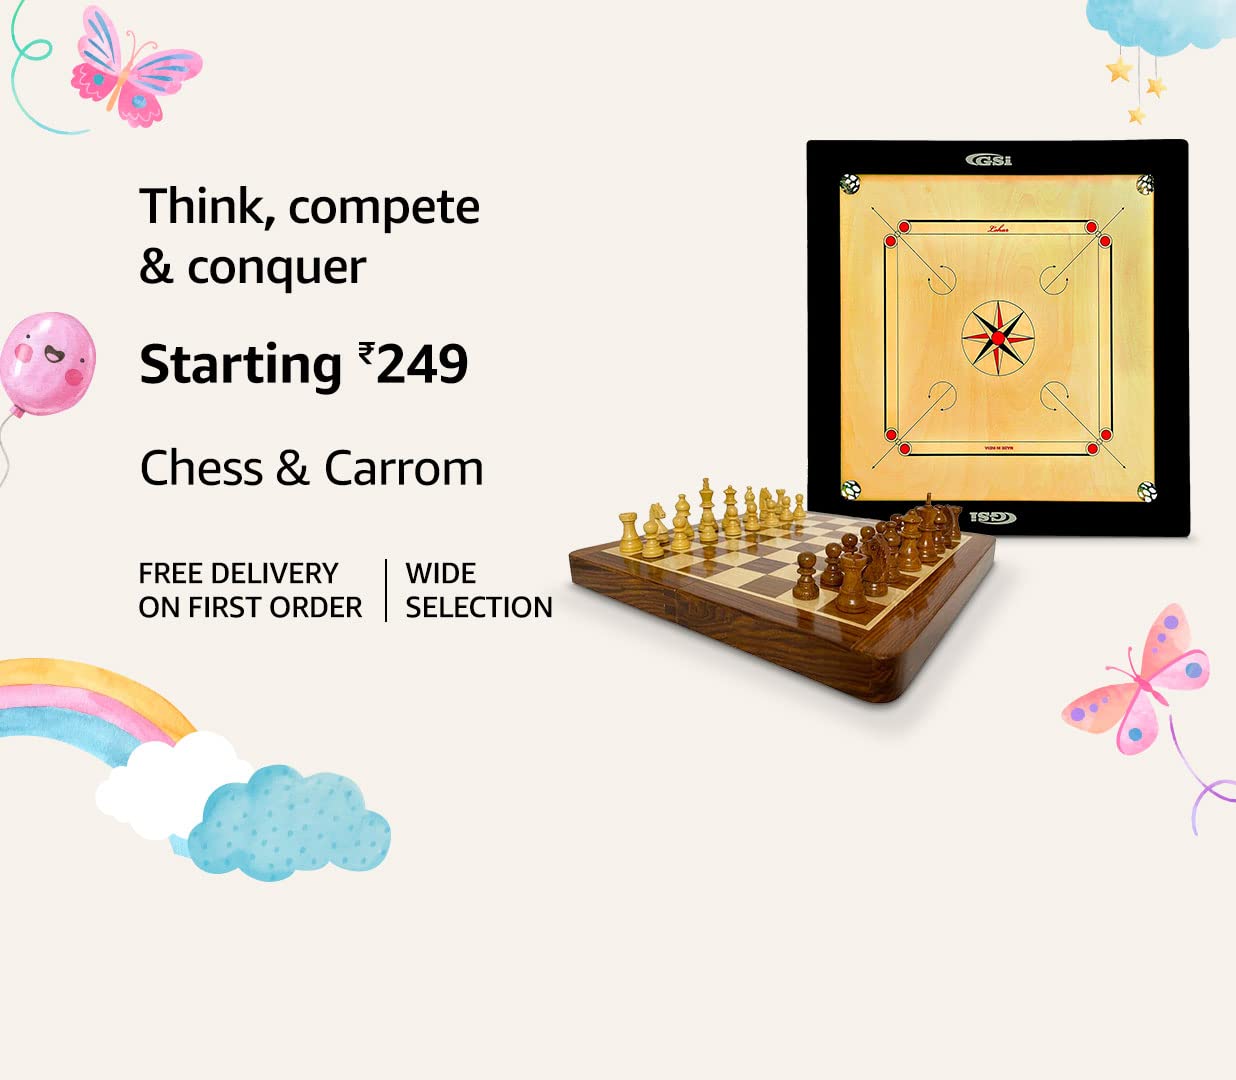 Think, compete
& conquer
Starting ₹249
Chess & Carrom
FREE DELIVERY
ON FIRST ORDER
WIDE
SELECTION
GSi
GSi